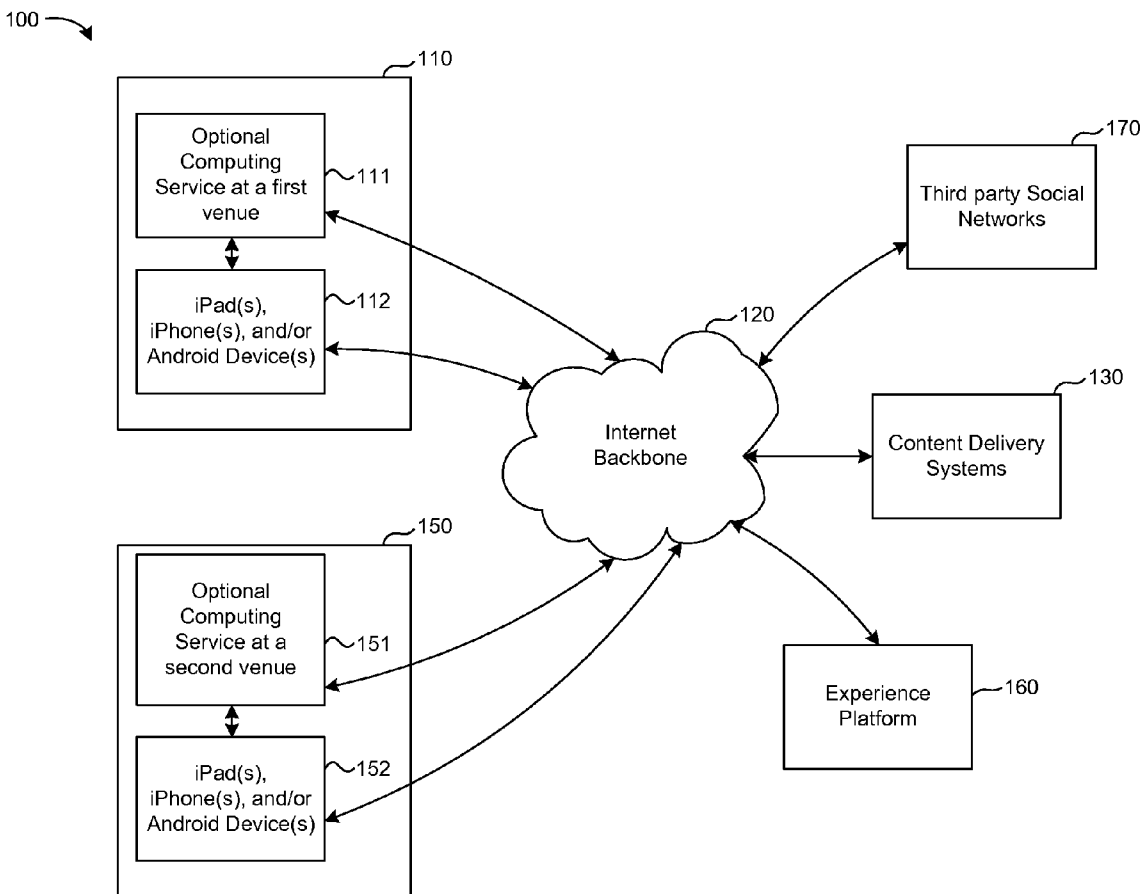 100
110
Optional
Computing
Service at a first
venue
111
iPad(s),
iPhone(s), and/or
Android Device(s)
112
120
Internet
Backbone
170
Third party Social
Networks
130
Content Delivery
Systems
150
Optional
Computing
Service at a
second venue
151
iPad(s),
iPhone(s), and/or
Android Device(s)
152
Experience
Platform
160